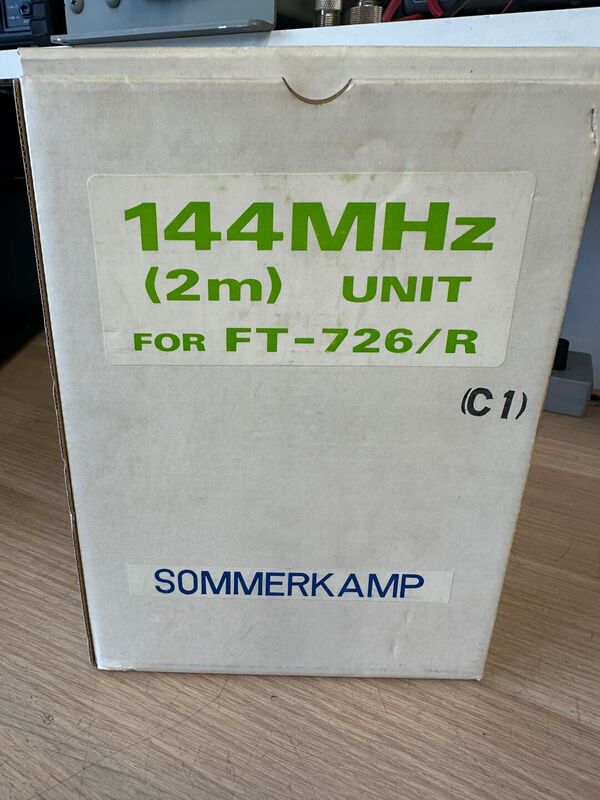 144MHz
(2m) UNIT
FOR FT-726/R
(C1)
SOMMERKAMP